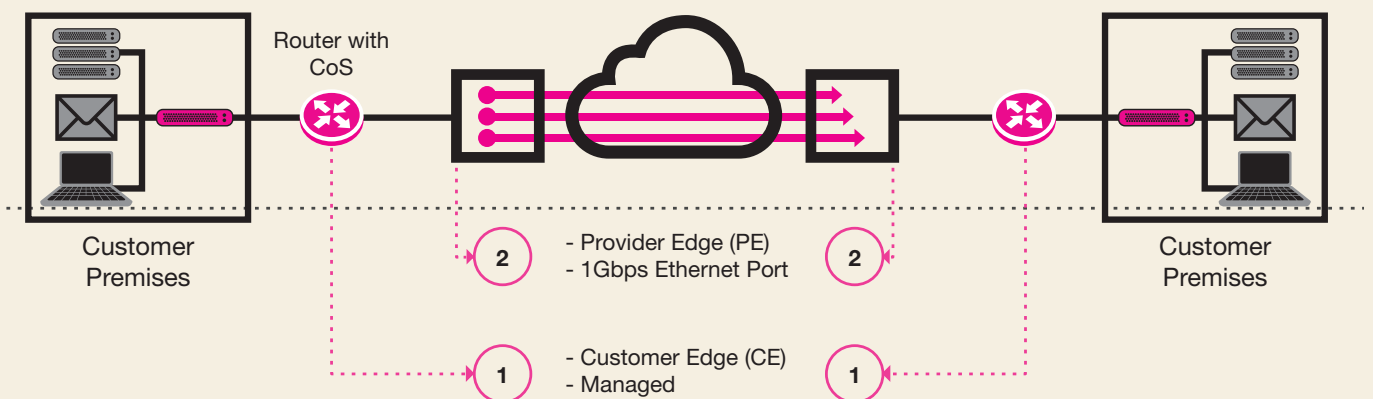 Router with
CoS
Customer
Premises
2
- Provider Edge (PE)
- 1Gbps Ethernet Port
2
Customer
Premises
1
- Customer Edge (CE)
- Managed
1